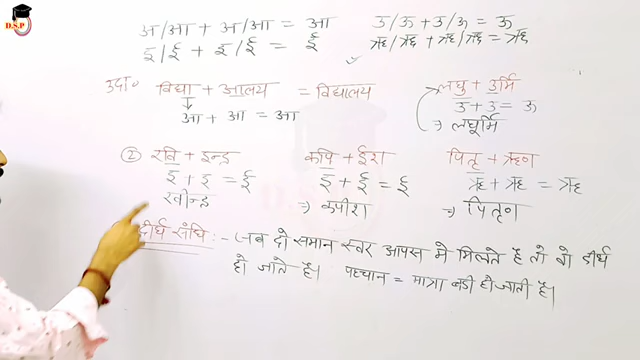 D.S.P
अ/आ + अ/आ = आ उ/ऊ + उ/ऊ = ऊ
इ/ई + इ/ई = ई ऋ/ॠ + ऋ/ॠ = ॠ
उदा० विद्या + आलय = विद्यालय लघु + उर्मि
आ + आ = आ उ + उ = ऊ
⇒ लघूर्मि
② रवि + इन्द्र कपि + ईश पितृ + ऋण
इ + इ = ई इ + ई = ई ऋ + ऋ = ॠ
रवीन्द्र ⇒ कपीश ⇒ पितॄण
दीर्घ संधि :- जब दो समान स्वर आपस मे मिलते है तो वो दीर्घ
हो जाते है। पहचान = मात्रा बडी हो जाती है।